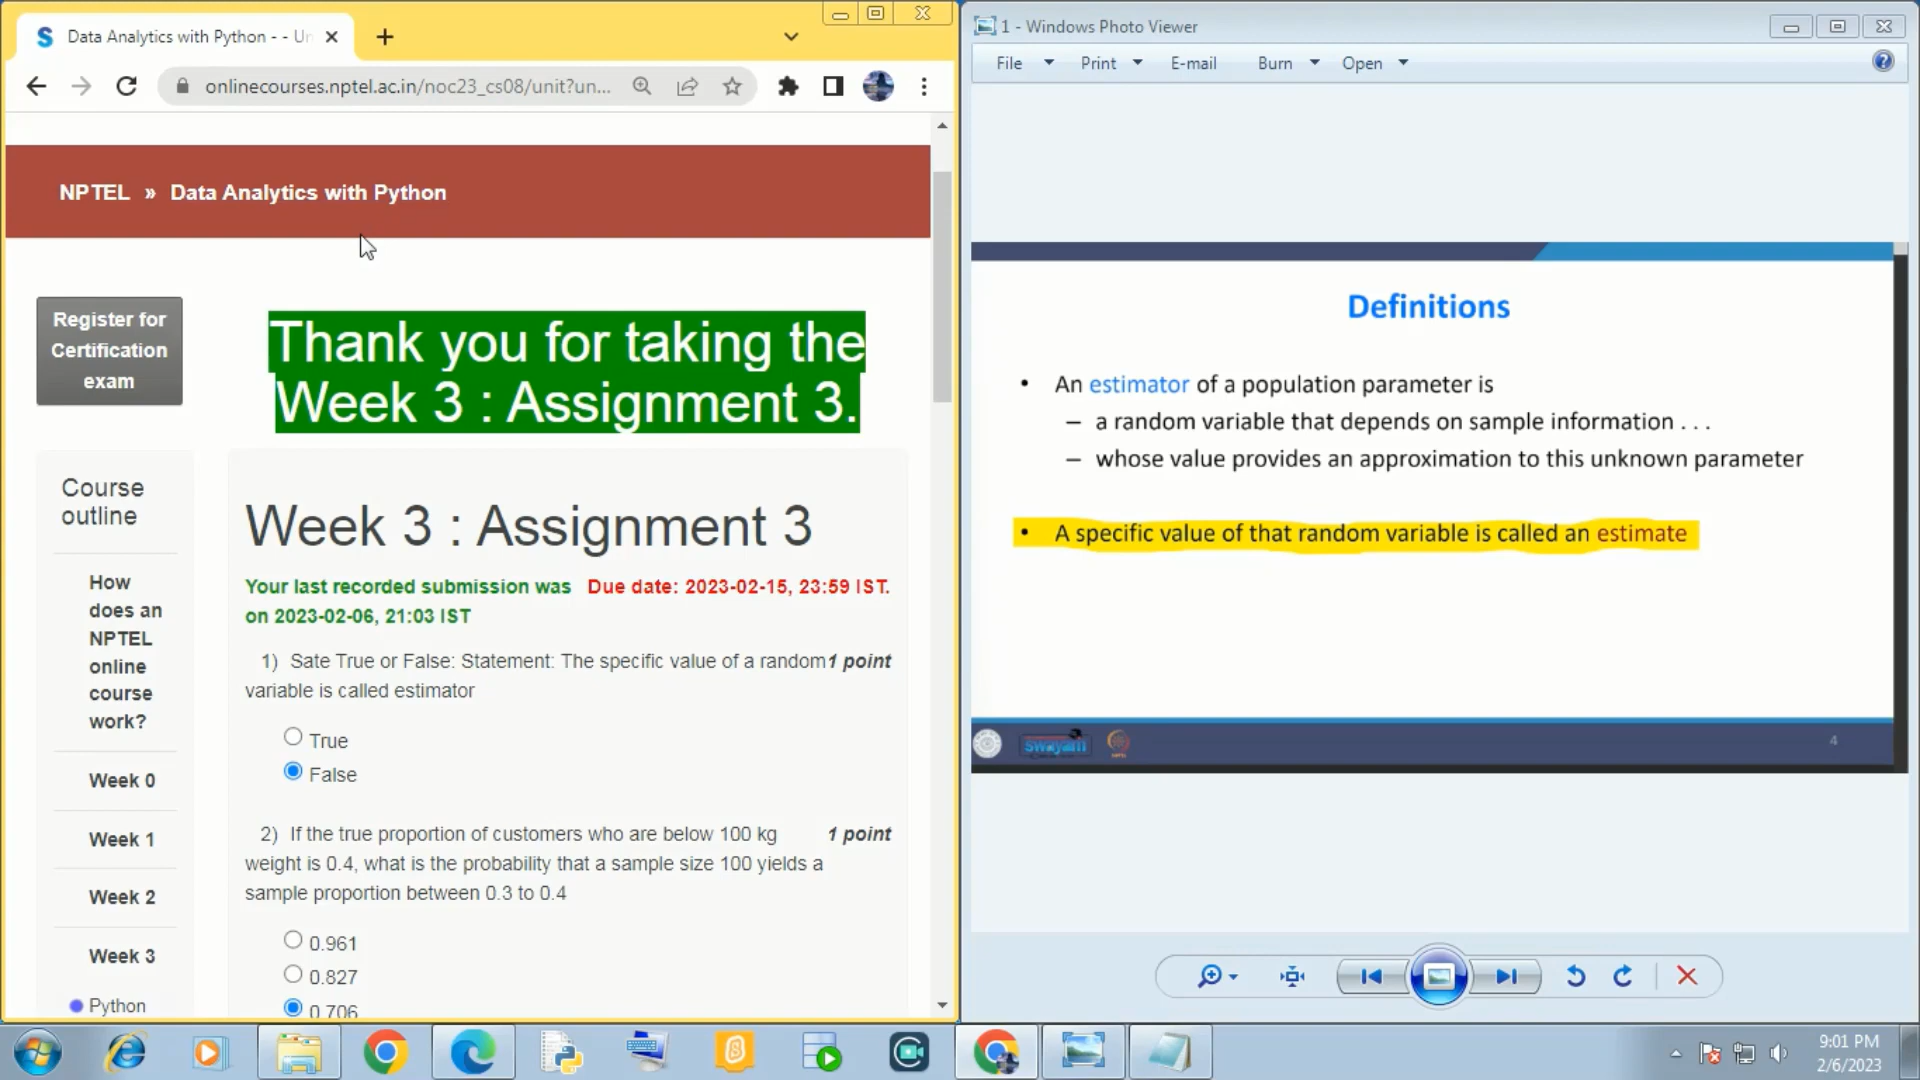 Data Analytics with Python - - Un
1 - Windows Photo Viewer
File
Print
E-mail
Burn
Open
onlinecourses.nptel.ac.in/noc23_cs08/unit?un...
NPTEL » Data Analytics with Python
Register for
Certification
exam
Thank you for taking the
Week 3 : Assignment 3.
Course
outline
How
does an
NPTEL
online
course
work?
Week 0
Week 1
Week 2
Week 3
Python
Week 3 : Assignment 3
Your last recorded submission was
on 2023-02-06, 21:03 IST
Due date: 2023-02-15, 23:59 IST.
1) Sate True or False: Statement: The specific value of a random 1 point
variable is called estimator
True
False
2) If the true proportion of customers who are below 100 kg 1 point
weight is 0.4, what is the probability that a sample size 100 yields a
sample proportion between 0.3 to 0.4
0.961
0.827
0.706
Definitions
• An estimator of a population parameter is
– a random variable that depends on sample information . . .
– whose value provides an approximation to this unknown parameter
• A specific value of that random variable is called an estimate
swayam
4
9:01 PM
2/6/2023